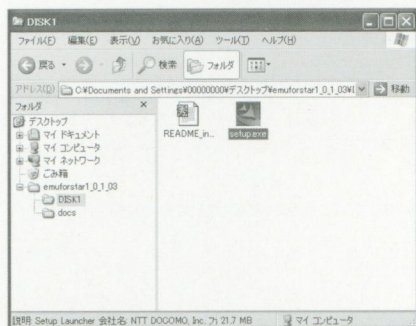 DISK1
ファイル(F) 編集(E) 表示(V) お気に入り(A) ツール(T) ヘルプ(H)
戻る 検索 フォルダ
アドレス(D) C:¥Documents and Settings¥00000000¥デスクトップ¥emuforstar1_0_1_03¥ 移動
フォルダ ×
デスクトップ
マイ ドキュメント
マイ コンピュータ
マイ ネットワーク
ごみ箱
emuforstar1_0_1_03
DISK1
docs
README_in...
setup.exe
説明: Setup Launcher 会社名: NTT DOCOMO, Inc. 21.7 MB マイ コンピュータ